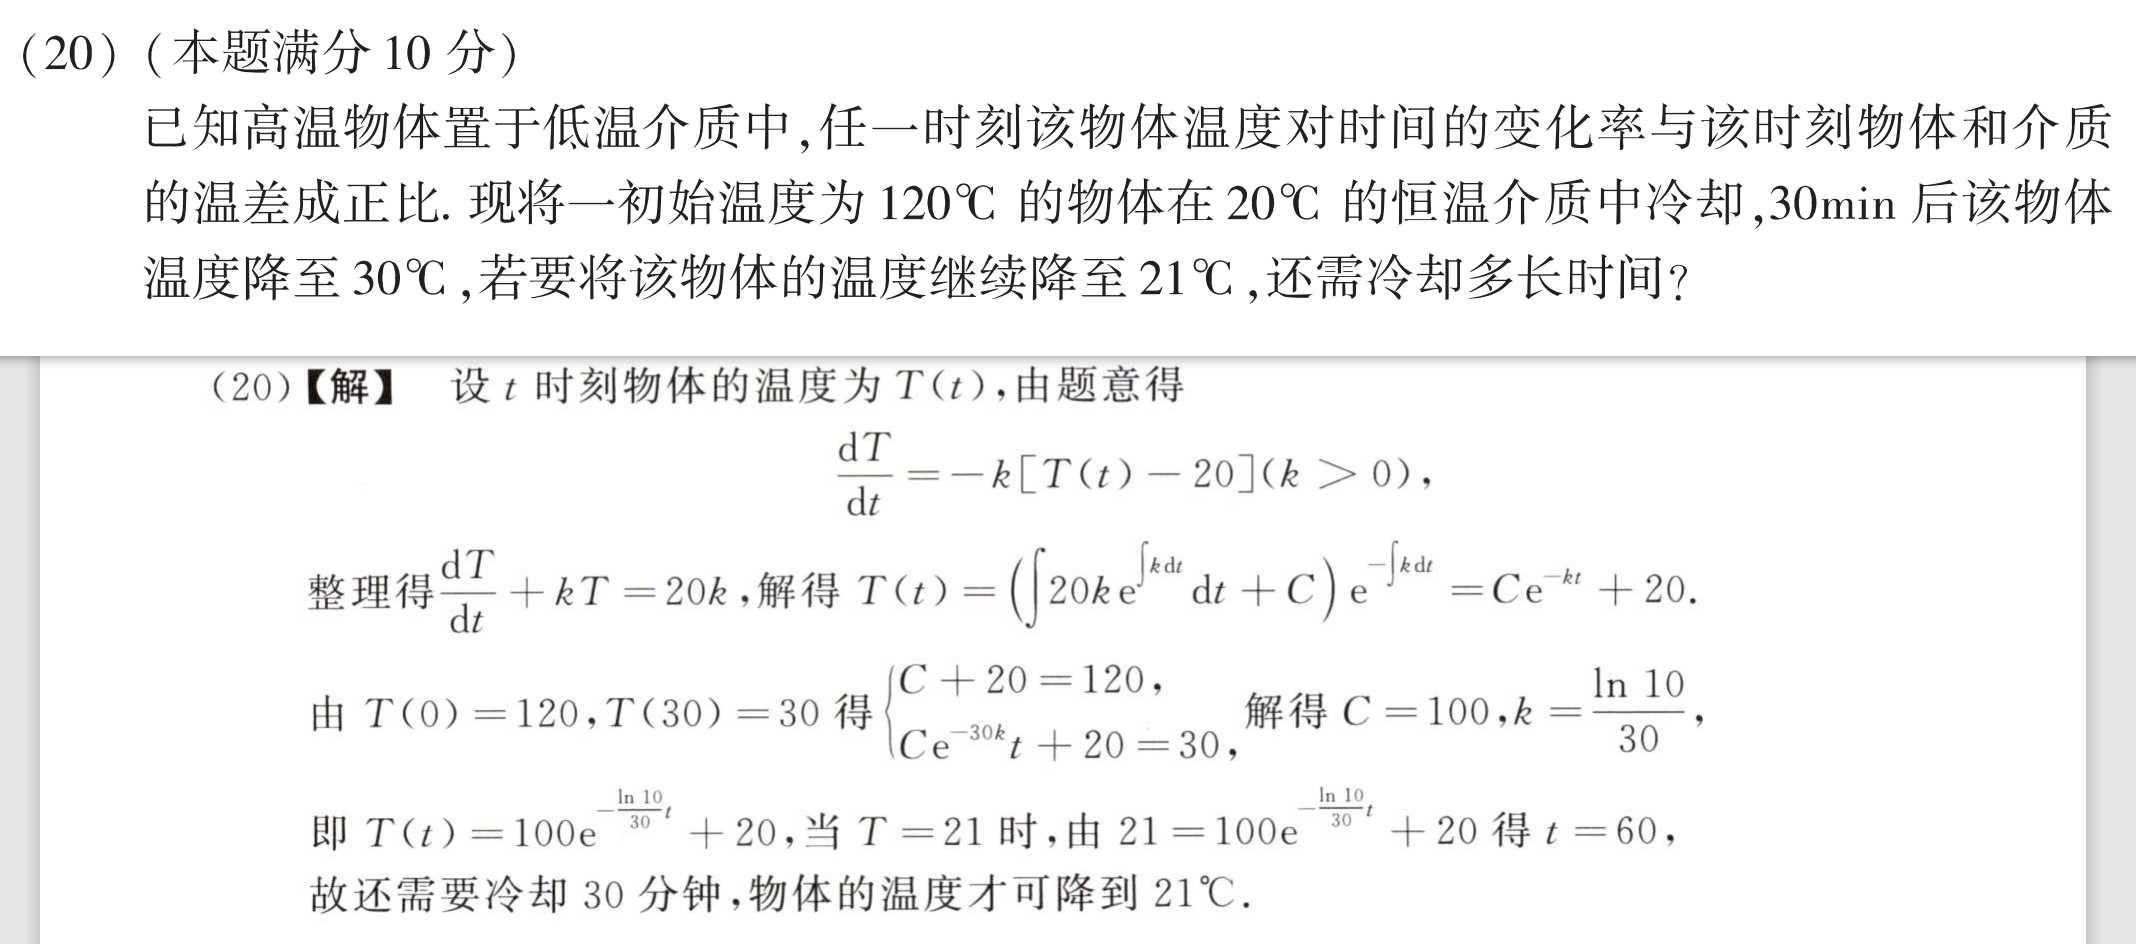 (20)(本题满分 10 分)
已知高温物体置于低温介质中,任一时刻该物体温度对时间的变化率与该时刻物体和介质
的温差成正比. 现将一初始温度为 120℃ 的物体在 20℃ 的恒温介质中冷却,30min 后该物体
温度降至 30℃,若要将该物体的温度继续降至 21℃,还需冷却多长时间?
(20)【解】 设 t 时刻物体的温度为 T(t),由题意得
$\frac{dT}{dt}=-k[T(t)-20](k>0)$,
整理得$\frac{dT}{dt}+kT=20k$,解得 $T(t)=\left(\int 20ke^{\int kdt}dt+C\right)e^{-\int kdt}=Ce^{-kt}+20$.
由 T(0)=120,T(30)=30 得$\begin{cases}C+20=120,\\Ce^{-30k}t+20=30,\end{cases}$解得 $C=100,k=\frac{\ln 10}{30}$,
即 $T(t)=100e^{-\frac{\ln 10}{30}t}+20$,当 T=21 时,由 $21=100e^{-\frac{\ln 10}{30}t}+20$ 得 t=60,
故还需要冷却 30 分钟,物体的温度才可降到 21℃.